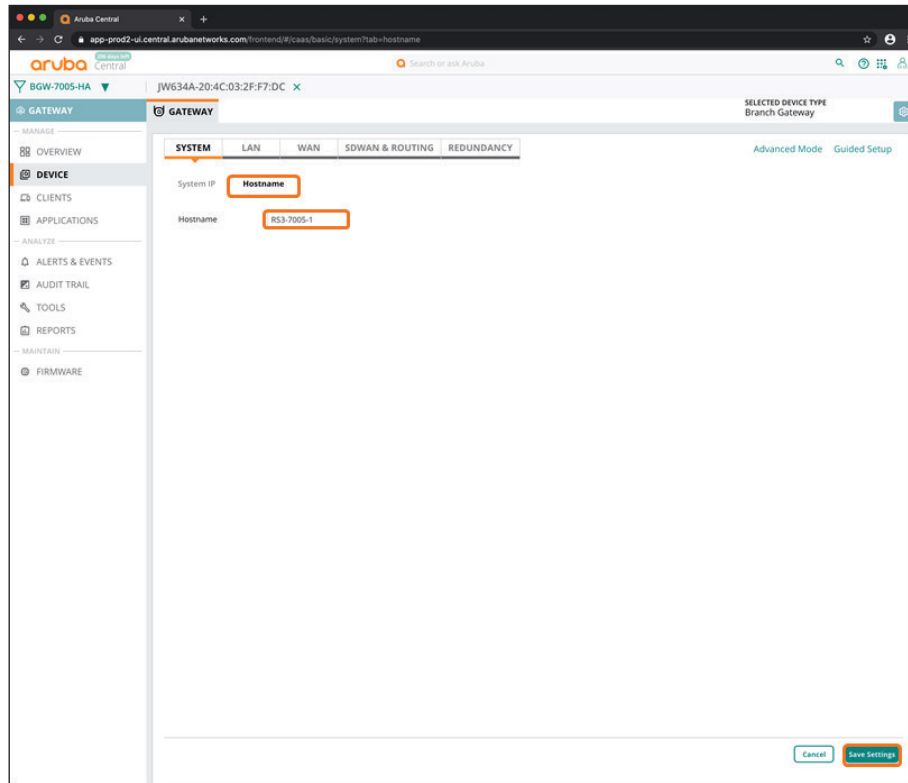 Aruba Central
app-prod2-ui.central.arubanetworks.com/frontend/#/caas/basic/system?tab=hostname
aruba Central
Search or ask Aruba
BGW-7005-HA
JW634A-20:4C:03:2F:F7:DC
GATEWAY
GATEWAY
SELECTED DEVICE TYPE
Branch Gateway
MANAGE
OVERVIEW
DEVICE
CLIENTS
APPLICATIONS
ANALYZE
ALERTS & EVENTS
AUDIT TRAIL
TOOLS
REPORTS
MAINTAIN
FIRMWARE
SYSTEM LAN WAN SDWAN & ROUTING REDUNDANCY
Advanced Mode Guided Setup
System IP Hostname
Hostname RS3-7005-1
Cancel Save Settings